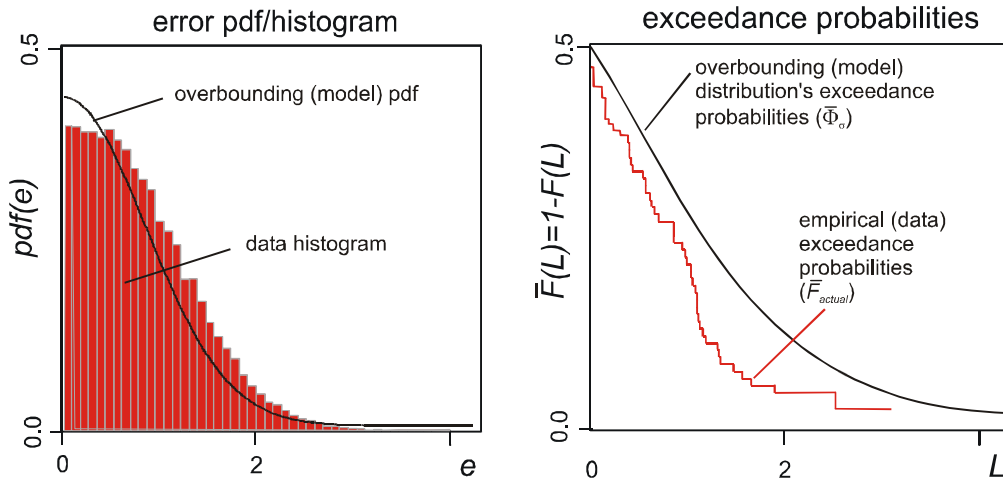 error pdf/histogram
0.5
overbounding (model) pdf
pdf(e)
data histogram
0.0
0
2
e
exceedance probabilities
0.5
overbounding (model)
distribution's exceedance
probabilities (Φ̅σ)
F̅(L)=1-F(L)
empirical (data)
exceedance
probabilities
(F̅actual)
0.0
0
2
L